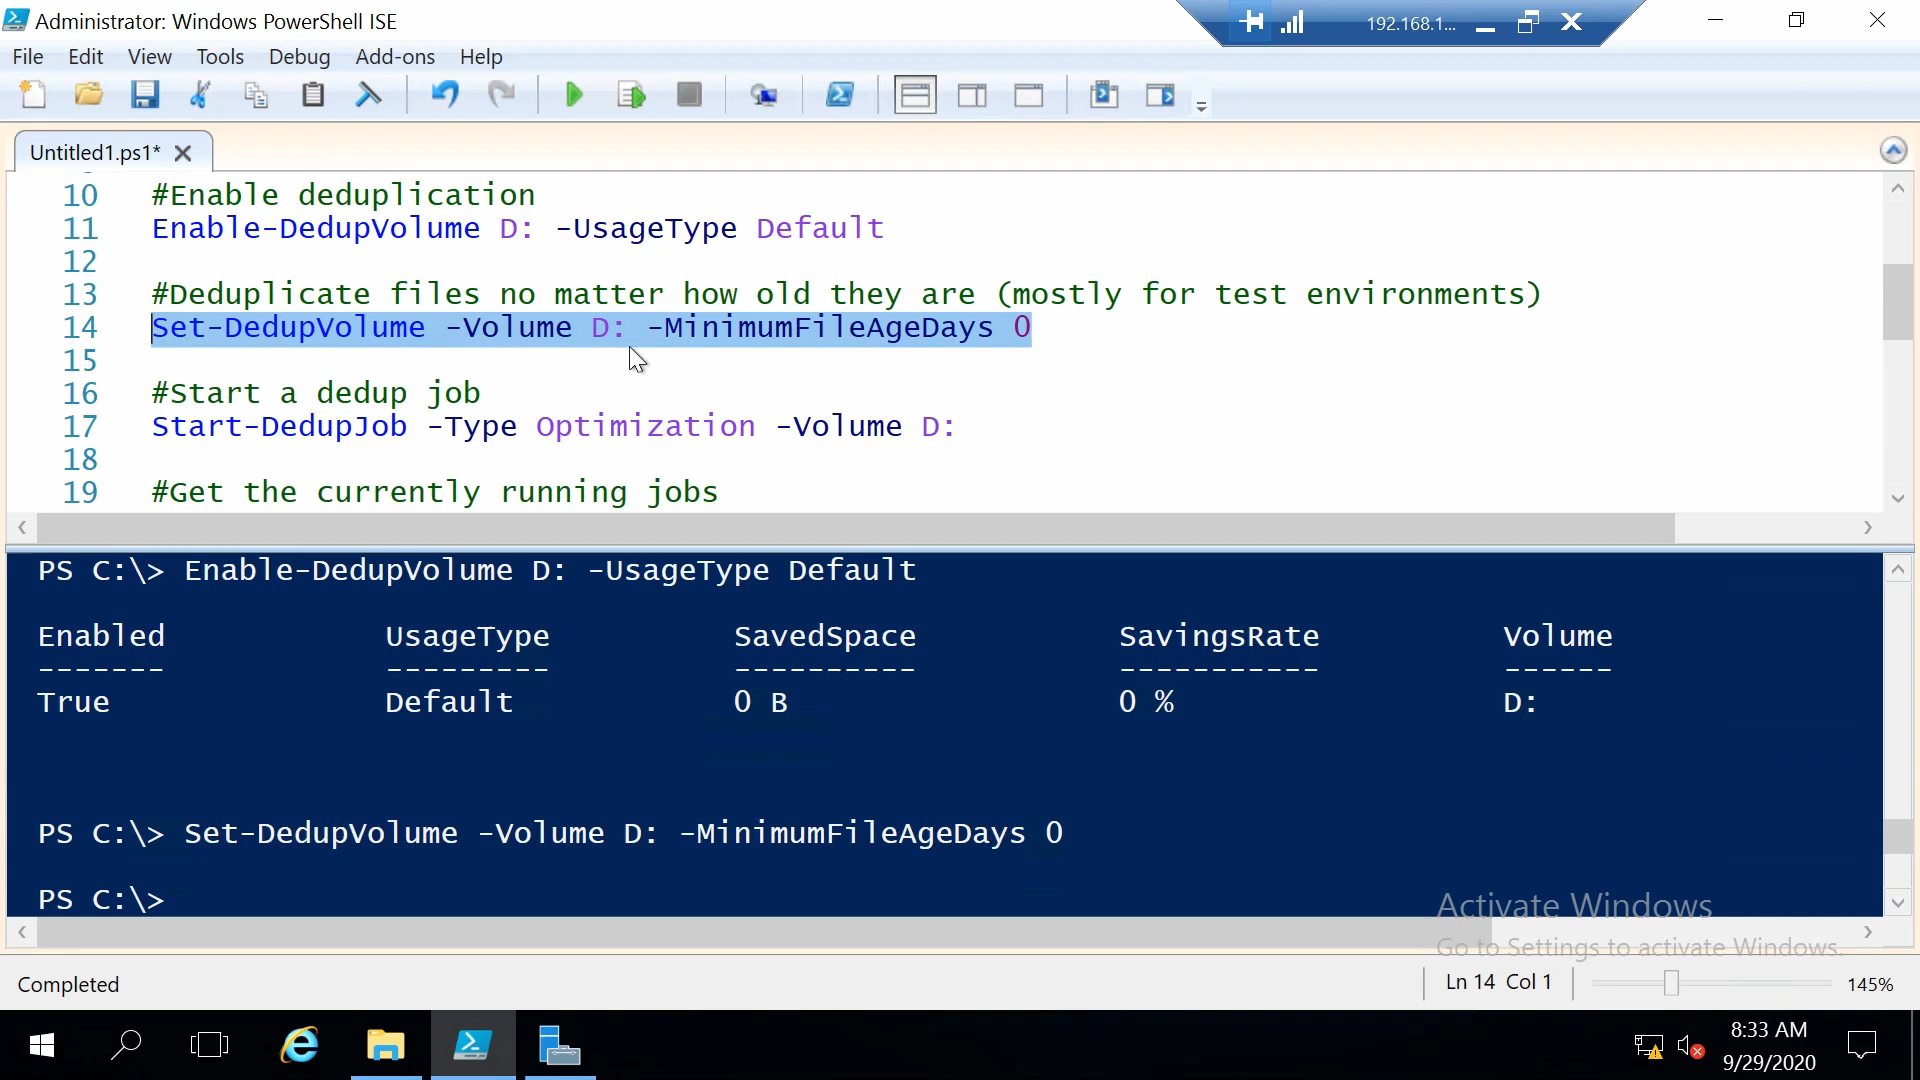 Administrator: Windows PowerShell ISE
192.168.1...
File Edit View Tools Debug Add-ons Help
Untitled1.ps1*
10 #Enable deduplication
11 Enable-DedupVolume D: -UsageType Default
12
13 #Deduplicate files no matter how old they are (mostly for test environments)
14 Set-DedupVolume -Volume D: -MinimumFileAgeDays 0
15
16 #Start a dedup job
17 Start-DedupJob -Type Optimization -Volume D:
18
19 #Get the currently running jobs
PS C:\> Enable-DedupVolume D: -UsageType Default
Enabled UsageType SavedSpace SavingsRate Volume
------- --------- ---------- ----------- ------
True Default 0 B 0 % D:
PS C:\> Set-DedupVolume -Volume D: -MinimumFileAgeDays 0
PS C:\>
Activate Windows
Go to Settings to activate Windows.
Completed
Ln 14 Col 1
145%
8:33 AM
9/29/2020